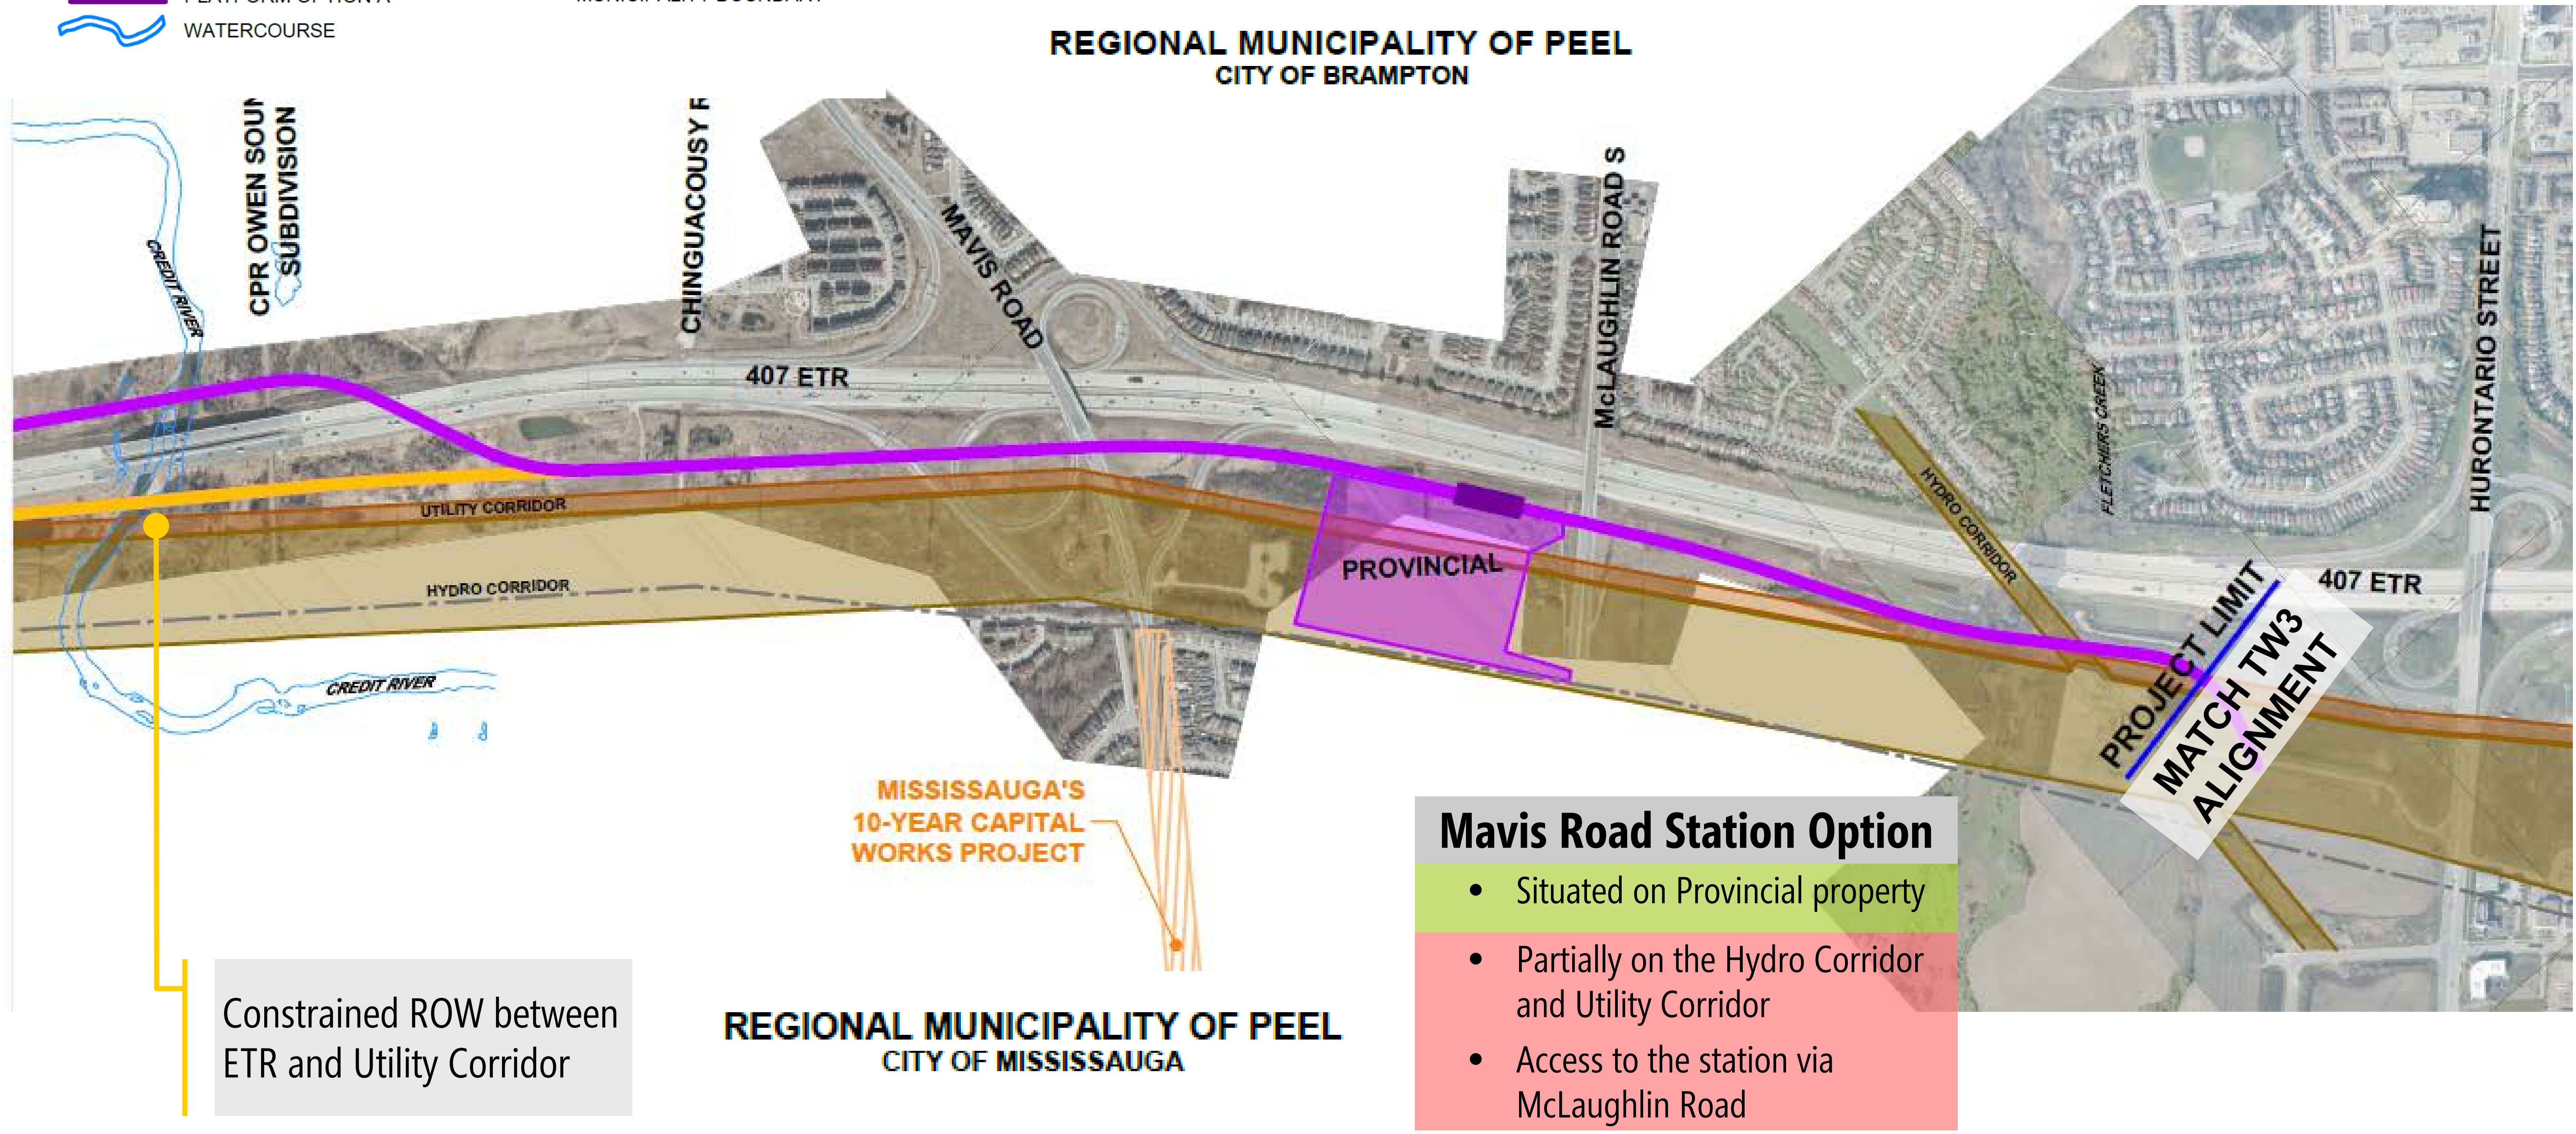 WATERCOURSE
REGIONAL MUNICIPALITY OF PEEL
CITY OF BRAMPTON
CPR OWEN SOUN
SUBDIVISION
CHINGUACOUSY R
MAVIS ROAD
McLAUGHLIN ROAD S
CREDIT RIVER
407 ETR
HURONTARIO STREET
FLETCHERS CREEK
HYDRO CORRIDOR
UTILITY CORRIDOR
PROVINCIAL
HYDRO CORRIDOR
407 ETR
PROJECT LIMIT
MATCH TW3
ALIGNMENT
CREDIT RIVER
MISSISSAUGA'S
10-YEAR CAPITAL
WORKS PROJECT
Mavis Road Station Option
• Situated on Provincial property
• Partially on the Hydro Corridor
and Utility Corridor
• Access to the station via
McLaughlin Road
Constrained ROW between
ETR and Utility Corridor
REGIONAL MUNICIPALITY OF PEEL
CITY OF MISSISSAUGA